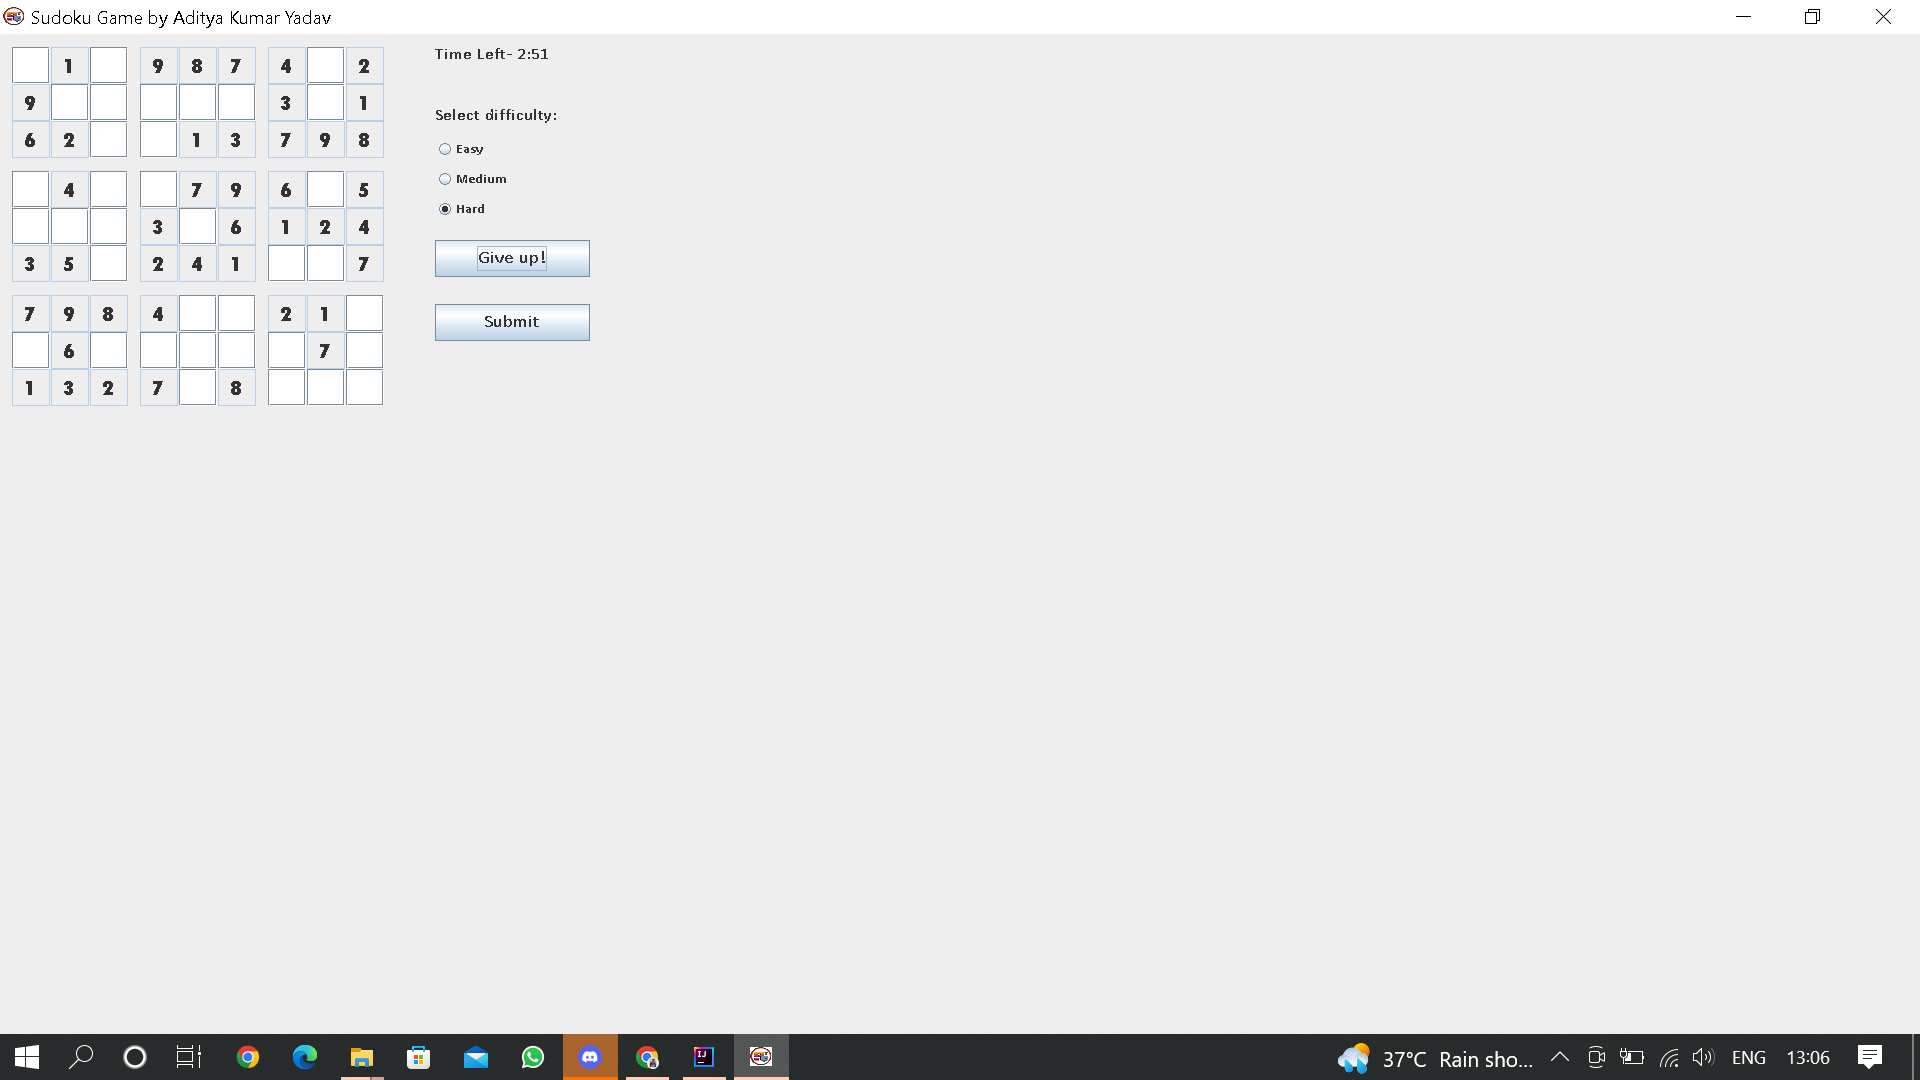 Sudoku Game by Aditya Kumar Yadav
1 9 8 7 4 2
9 3 1
6 2 1 3 7 9 8
4 7 9 6 5
3 6 1 2 4
3 5 2 4 1 7
7 9 8 4 2 1
6 7
1 3 2 7 8
Time Left- 2:51
Select difficulty:
Easy
Medium
Hard
Give up!
Submit
37°C Rain sho... ENG 13:06